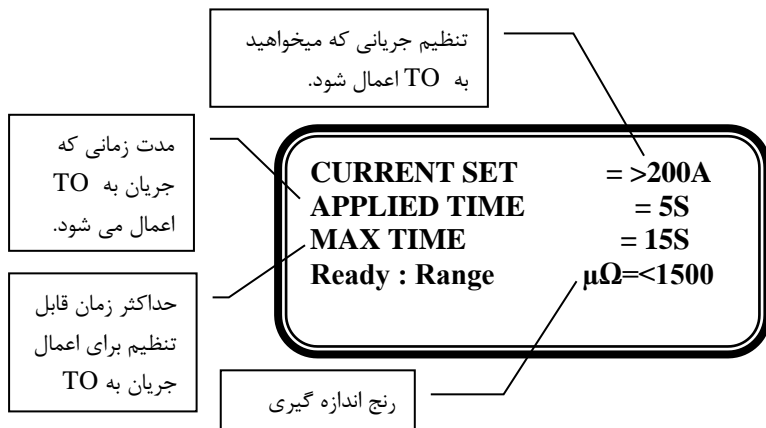 تنظیم جریانی که میخواهید
به TO اعمال شود.
مدت زمانی که
جریان به TO
اعمال می شود.
CURRENT SET = >200A
APPLIED TIME = 5S
MAX TIME = 15S
Ready : Range µΩ=<1500
حداکثر زمان قابل
تنظیم برای اعمال
جریان به TO
رنج اندازه گیری